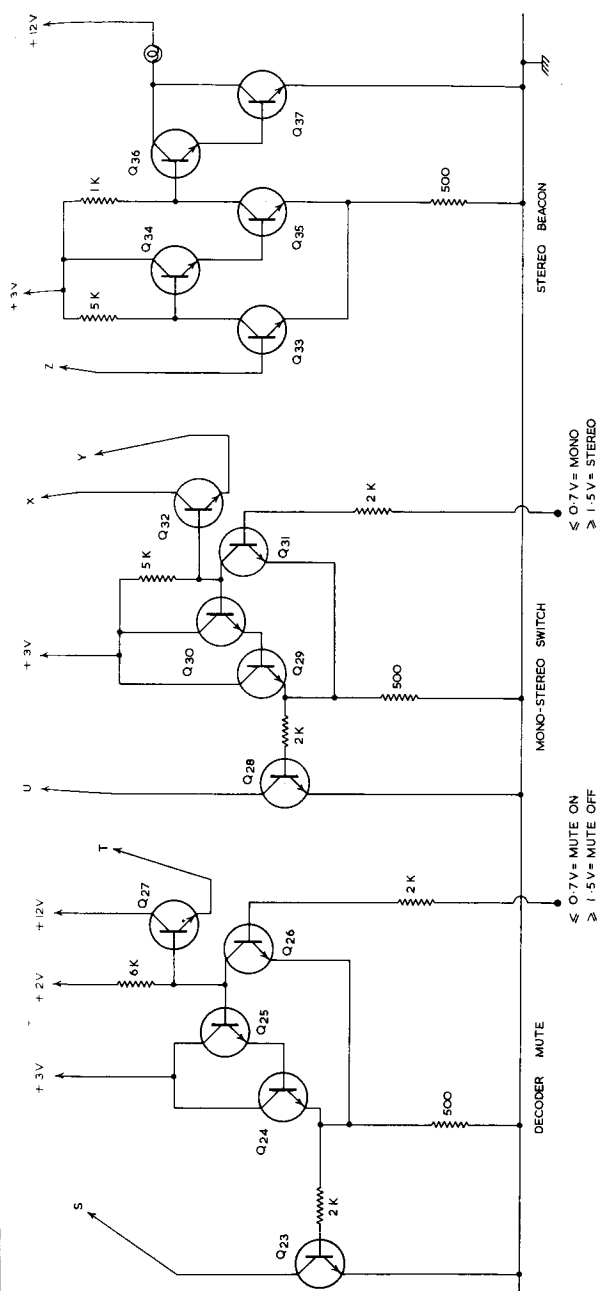 S
+ 3V
+ 2V
+12V
T
6K
Q27
Q25
Q26
Q24
2K
Q23
2K
500
DECODER MUTE
⩽ 0·7V = MUTE ON
⩾ 1·5V = MUTE OFF
U
+ 3V
X
Y
5K
Q32
Q30
Q31
Q29
2K
Q28
2K
500
MONO-STEREO SWITCH
⩽ 0·7V = MONO
⩾ 1·5V = STEREO
Z
+ 3V
+ 12V
5K
1K
Q34
Q36
Q33
Q35
Q37
500
STEREO BEACON